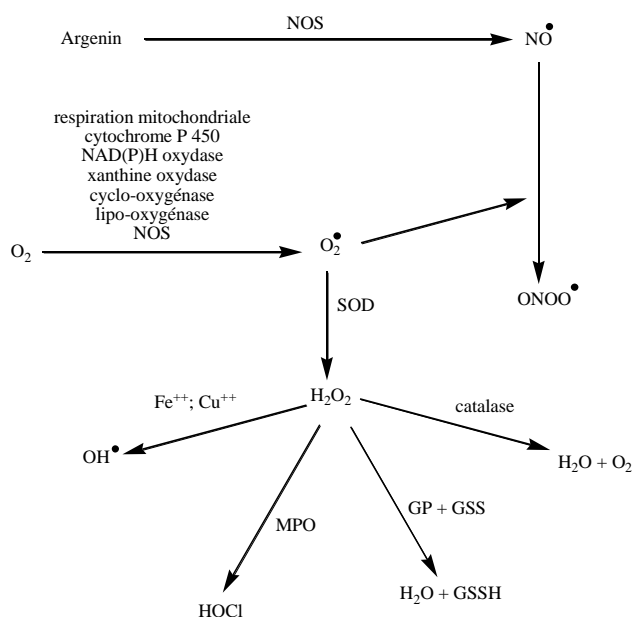 NOS
Argenin
NO•
respiration mitochondriale
cytochrome P 450
NAD(P)H oxydase
xanthine oxydase
cyclo-oxygénase
lipo-oxygénase
NOS
O₂
O₂•
ONOO•
SOD
H₂O₂
Fe⁺⁺; Cu⁺⁺
catalase
OH•
H₂O + O₂
GP + GSS
MPO
H₂O + GSSH
HOCl